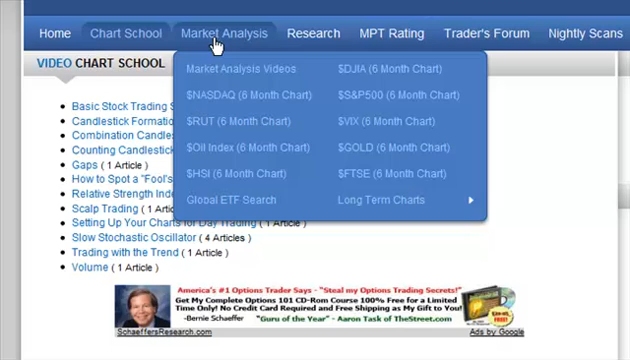 Home Chart School Market Analysis Research MPT Rating Trader's Forum Nightly Scans
VIDEO CHART SCHOOL
Market Analysis Videos $DJIA (6 Month Chart)
$NASDAQ (6 Month Chart) $S&P500 (6 Month Chart)
$RUT (6 Month Chart) $VIX (6 Month Chart)
$Oil Index (6 Month Chart) $GOLD (6 Month Chart)
$HSI (6 Month Chart) $FTSE (6 Month Chart)
Global ETF Search Long Term Charts
Basic Stock Trading S
Candlestick Formatio
Combination Candles
Counting Candlestick
Gaps ( 1 Article )
How to Spot a "Fool's
Relative Strength Inde
Scalp Trading ( 1 Arti
Setting Up Your Charts for Day Trading ( 1 Article )
Slow Stochastic Oscillator ( 4 Articles )
Trading with the Trend ( 1 Article )
Volume ( 1 Article )
America's #1 Options Trader Says - "Steal my Options Trading Secrets!"
Get My Complete Options 101 CD-Rom Course 100% Free for a Limited
Time Only! No Credit Card Required and Free Shipping as My Gift to You!
-Bernie Schaeffer "Guru of the Year" - Aaron Task of TheStreet.com
SchaeffersResearch.com Ads by Google